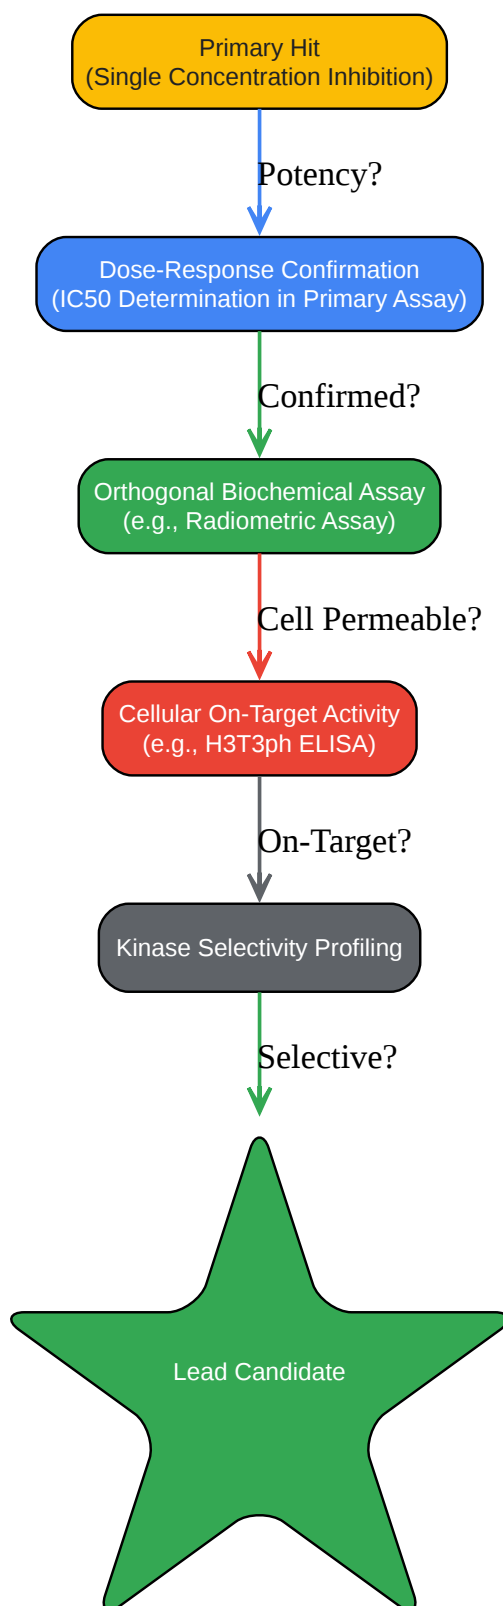 Primary Hit
(Single Concentration Inhibition)
Potency?
Dose-Response Confirmation
(IC50 Determination in Primary Assay)
Confirmed?
Orthogonal Biochemical Assay
(e.g., Radiometric Assay)
Cell Permeable?
Cellular On-Target Activity
(e.g., H3T3ph ELISA)
On-Target?
Kinase Selectivity Profiling
Selective?
Lead Candidate